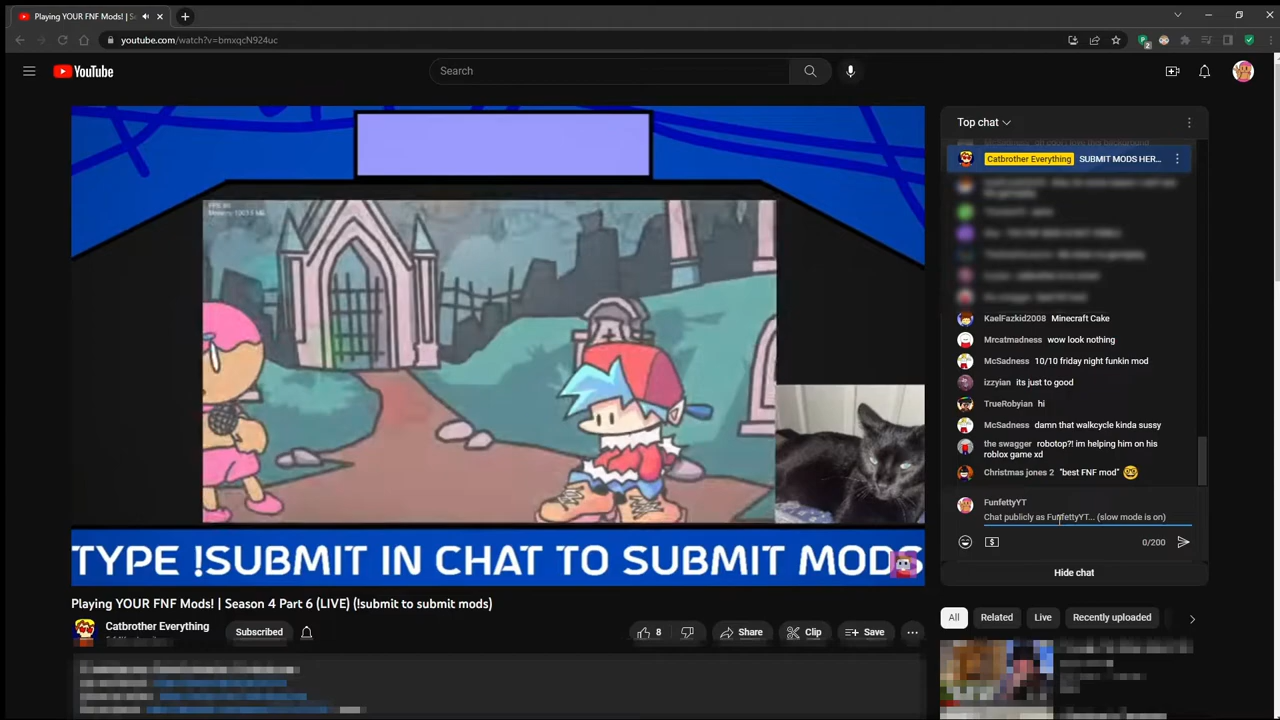 Playing YOUR FNF Mods! | S
youtube.com/watch?v=bmxqcN924uc
2
YouTube
Search
Top chat
Catbrother Everything SUBMIT MODS HER...
KaelFazkid2008 Minecraft Cake
Mrcatmadness wow look nothing
McSadness 10/10 friday night funkin mod
izzyian its just to good
TrueRobyian hi
McSadness damn that walkcycle kinda sussy
the swagger robotop?! im helping him on his
roblox game xd
Christmas jones 2 "best FNF mod" 🤓
FunfettyYT
Chat publicly as FunfettyYT... (slow mode is on)
0/200
Hide chat
TYPE !SUBMIT IN CHAT TO SUBMIT MODS
Playing YOUR FNF Mods! | Season 4 Part 6 (LIVE) (!submit to submit mods)
Catbrother Everything
Subscribed
8
Share
Clip
Save
All
Related
Live
Recently uploaded